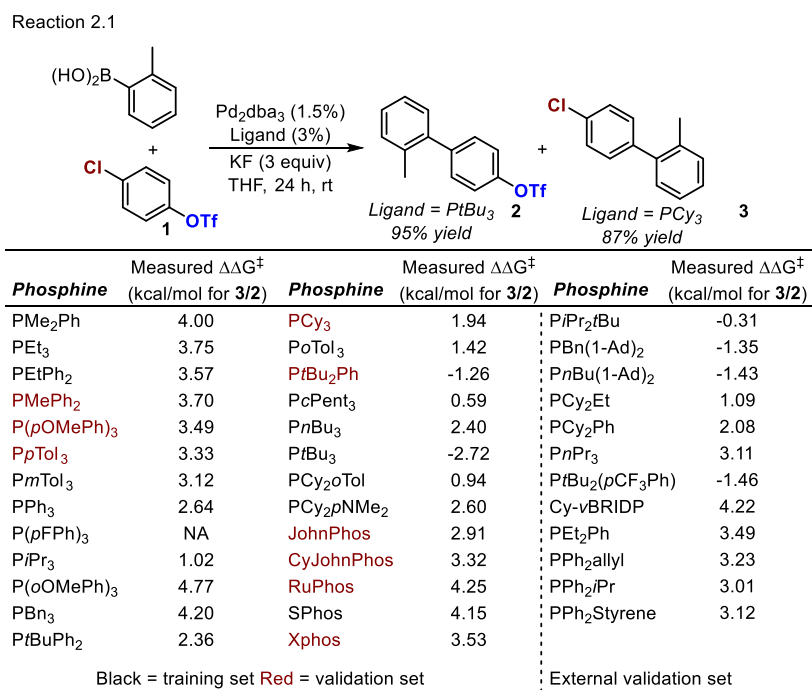 Reaction 2.1
(HO)₂B
+
Cl
OTf
1
Pd₂dba₃ (1.5%)
Ligand (3%)
KF (3 equiv)
THF, 24 h, rt
OTf
2
Ligand = PtBu₃
95% yield
+
Cl
3
Ligand = PCy₃
87% yield
Phosphine Measured ΔΔG‡ (kcal/mol for 3/2) Phosphine Measured ΔΔG‡ (kcal/mol for 3/2) Phosphine Measured ΔΔG‡ (kcal/mol for 3/2)
PMe₂Ph 4.00 PCy₃ 1.94 PiPr₂tBu -0.31
PEt₃ 3.75 PoTol₃ 1.42 PBn(1-Ad)₂ -1.35
PEtPh₂ 3.57 PtBu₂Ph -1.26 PnBu(1-Ad)₂ -1.43
PMePh₂ 3.70 PcPent₃ 0.59 PCy₂Et 1.09
P(pOMePh)₃ 3.49 PnBu₃ 2.40 PCy₂Ph 2.08
PpTol₃ 3.33 PtBu₃ -2.72 PnPr₃ 3.11
PmTol₃ 3.12 PCy₂oTol 0.94 PtBu₂(pCF₃Ph) -1.46
PPh₃ 2.64 PCy₂pNMe₂ 2.60 Cy-vBRIDP 4.22
P(pFPh)₃ NA JohnPhos 2.91 PEt₂Ph 3.49
PiPr₃ 1.02 CyJohnPhos 3.32 PPh₂allyl 3.23
P(oOMePh)₃ 4.77 RuPhos 4.25 PPh₂iPr 3.01
PBn₃ 4.20 SPhos 4.15 PPh₂Styrene 3.12
PtBuPh₂ 2.36 Xphos 3.53
Black = training set Red = validation set External validation set